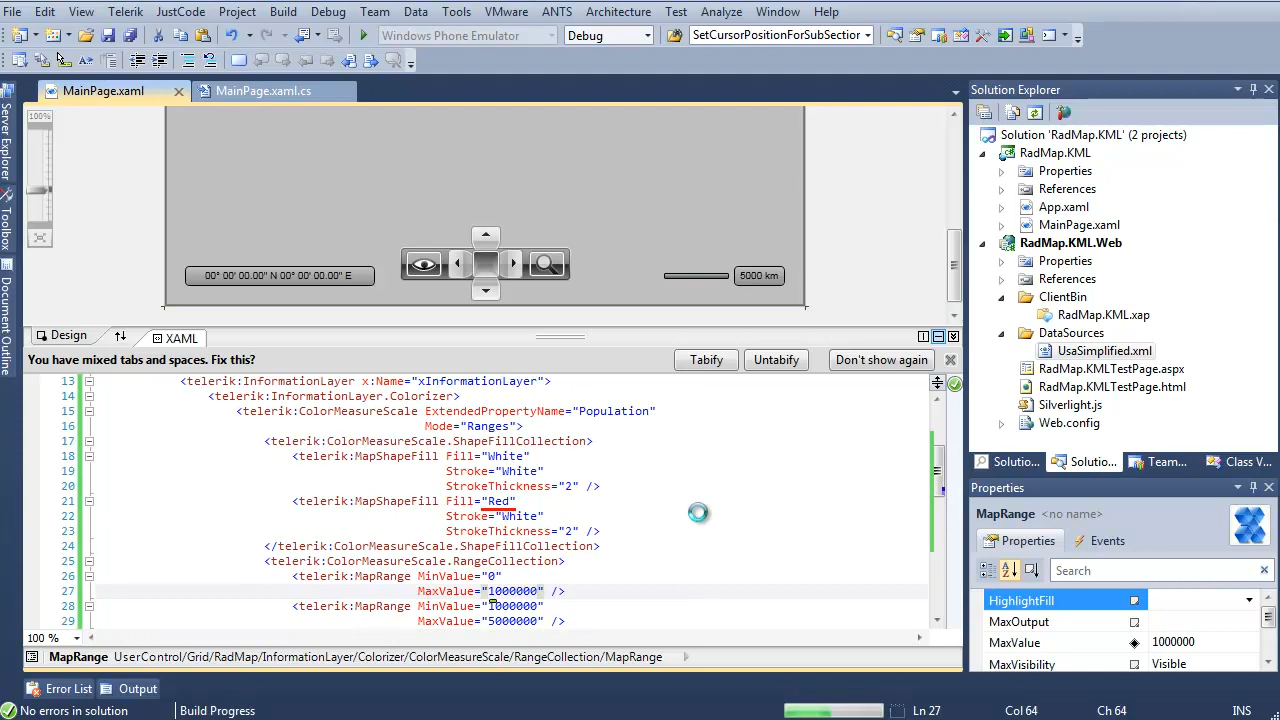 File Edit View Telerik JustCode Project Build Debug Team Data Tools VMware ANTS Architecture Test Analyze Window Help
Windows Phone Emulator Debug SetCursorPositionForSubSection
MainPage.xaml MainPage.xaml.cs
Server Explorer
Toolbox
Document Outline
100%
00° 00' 00.00" N 00° 00' 00.00" E
5000 km
Design XAML
You have mixed tabs and spaces. Fix this? Tabify Untabify Don't show again
13 <telerik:InformationLayer x:Name="xInformationLayer">
14 <telerik:InformationLayer.Colorizer>
15 <telerik:ColorMeasureScale ExtendedPropertyName="Population"
16 Mode="Ranges">
17 <telerik:ColorMeasureScale.ShapeFillCollection>
18 <telerik:MapShapeFill Fill="White"
19 Stroke="White"
20 StrokeThickness="2" />
21 <telerik:MapShapeFill Fill="Red"
22 Stroke="White"
23 StrokeThickness="2" />
24 </telerik:ColorMeasureScale.ShapeFillCollection>
25 <telerik:ColorMeasureScale.RangeCollection>
26 <telerik:MapRange MinValue="0"
27 MaxValue="1000000" />
28 <telerik:MapRange MinValue="1000000"
29 MaxValue="5000000" />
100 %
MapRange UserControl/Grid/RadMap/InformationLayer/Colorizer/ColorMeasureScale/RangeCollection/MapRange
Error List Output
No errors in solution Build Progress Ln 27 Col 64 Ch 64 INS
Solution Explorer
Solution 'RadMap.KML' (2 projects)
RadMap.KML
Properties
References
App.xaml
MainPage.xaml
RadMap.KML.Web
Properties
References
ClientBin
RadMap.KML.xap
DataSources
UsaSimplified.xml
RadMap.KMLTestPage.aspx
RadMap.KMLTestPage.html
Silverlight.js
Web.config
Solutio... Solutio... Team... Class V...
Properties
MapRange <no name>
Properties Events
Search
HighlightFill
MaxOutput
MaxValue 1000000
MaxVisibility Visible